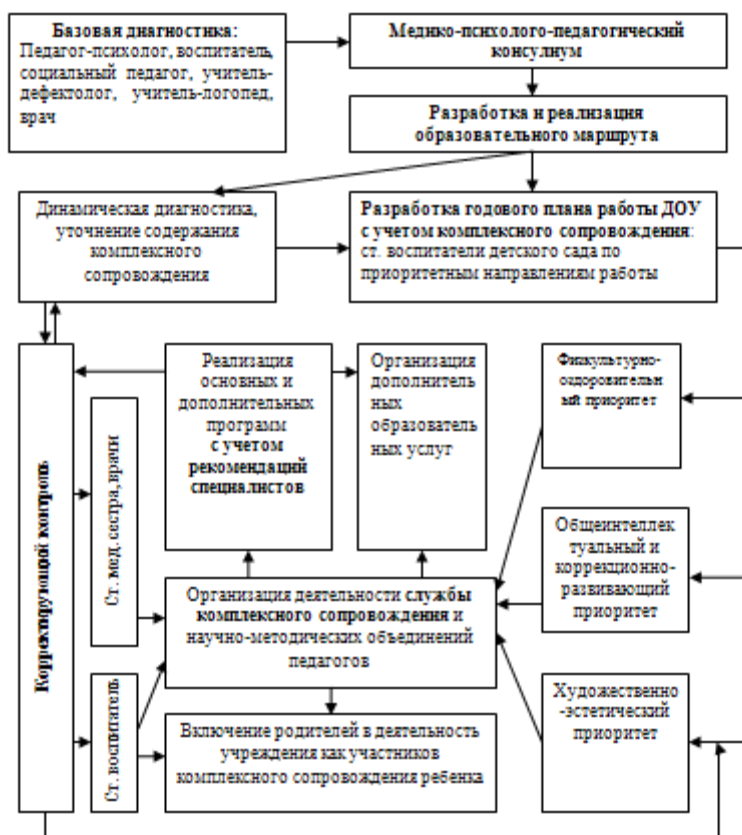 Базовая диагностика:
Педагог-психолог, воспитатель,
социальный педагог, учитель-
дефектолог, учитель-логопед,
врач
Медико-психолого-педагогический
консулиум
Разработка и реализация
образовательного маршрута
Динамическая диагностика,
уточнение содержания
комплексного
сопровождения
Разработка годового плана работы ДОУ
с учетом комплексного сопровождения:
ст. воспитатели детского сада по
приоритетным направлениям работы
Корректирующий контроль
Ст. мед. сестра, врачи
Ст. воспитатель
Реализация
основных и
дополнительных
программ
с учетом
рекомендаций
специалистов
Организация
дополнитель
ных
образователь
ных услуг
Физкультурно-
оздоровительн
ый приоритет
Общеинтеллек
туальный и
коррекционно-
развивающий
приоритет
Организация деятельности службы
комплексного сопровождения и
научно-методических объединений
педагогов
Художественно
-эстетический
приоритет
Включение родителей в деятельность
учреждения как участников
комплексного сопровождения ребенка